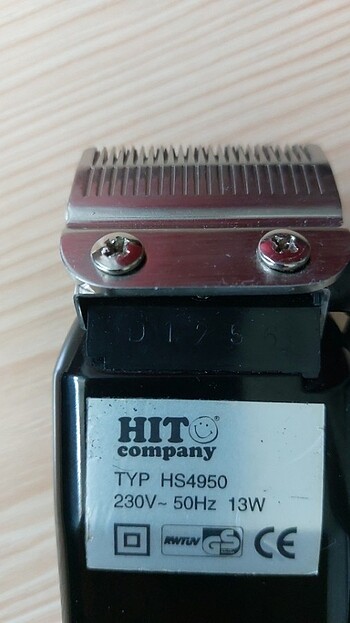 HIT
company
TYP HS4950
230V~ 50Hz 13W
RWTÜV GS CE